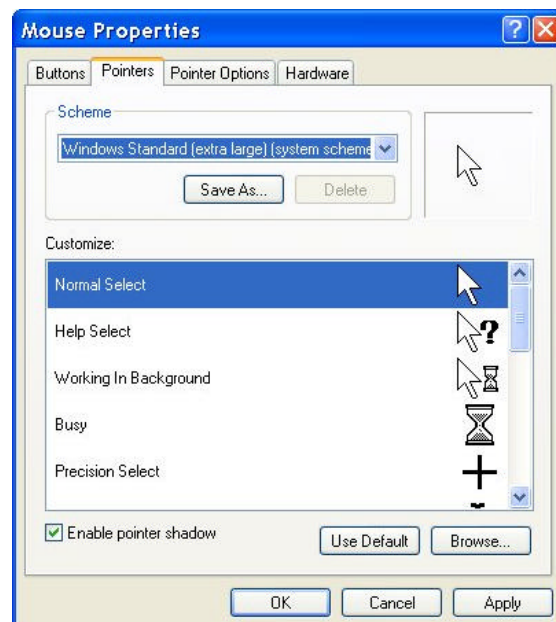 Mouse Properties
Buttons Pointers Pointer Options Hardware
Scheme
Windows Standard (extra large) (system scheme
Save As... Delete
Customize:
Normal Select
Help Select
Working In Background
Busy
Precision Select
Enable pointer shadow
Use Default Browse...
OK Cancel Apply